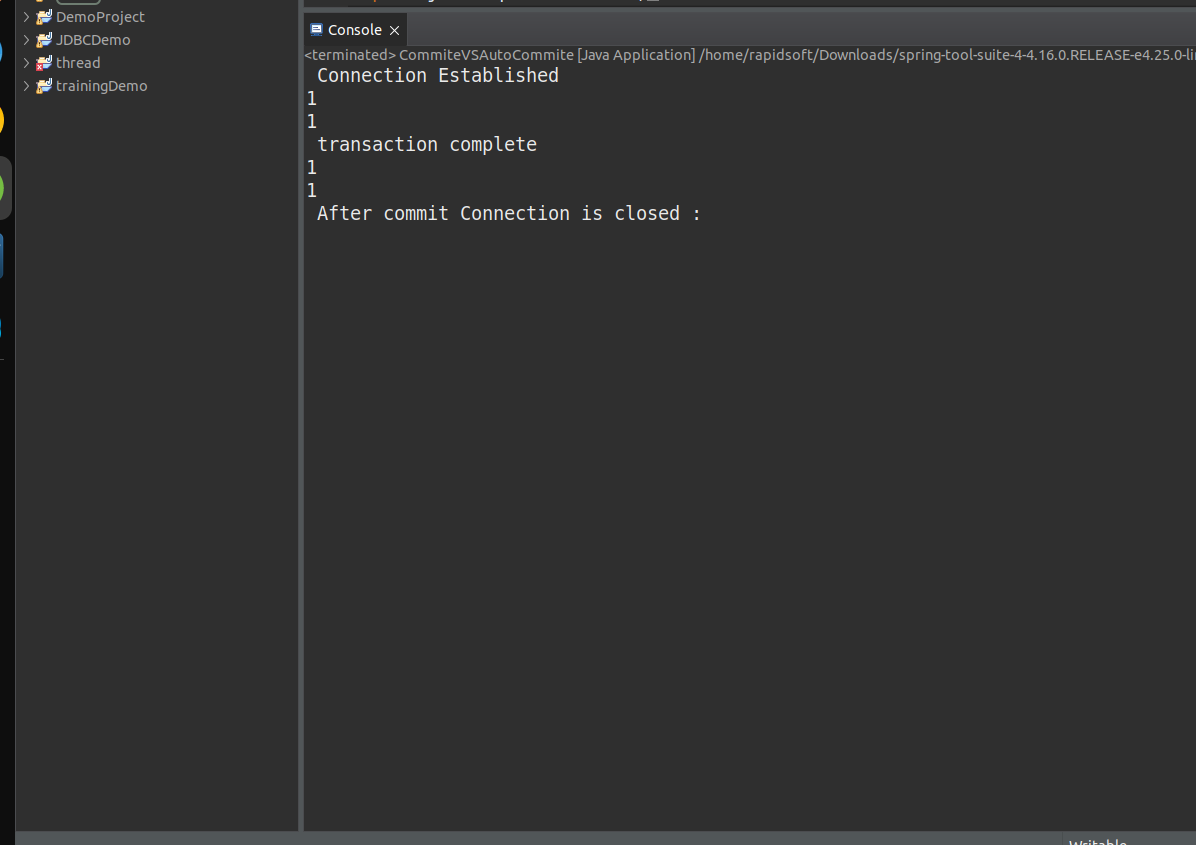 DemoProject
JDBCDemo
thread
trainingDemo
Console
<terminated> CommiteVSAutoCommite [Java Application] /home/rapidsoft/Downloads/spring-tool-suite-4-4.16.0.RELEASE-e4.25.0-li
Connection Established
1
1
transaction complete
1
1
After commit Connection is closed :
Writable